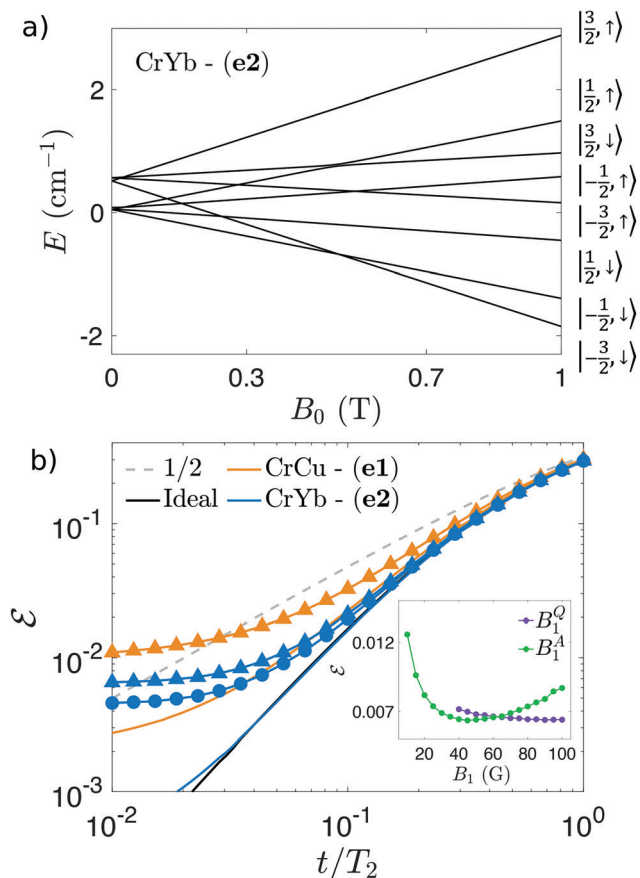 a)
CrYb - (e2)
E (cm⁻¹)
2
0
-2
0
0.3
0.7
1
B₀ (T)
|3/2, ↑⟩
|1/2, ↑⟩
|3/2, ↓⟩
|−1/2, ↑⟩
|−3/2, ↑⟩
|1/2, ↓⟩
|−1/2, ↓⟩
|−3/2, ↓⟩
b)
1/2
Ideal
CrCu - (e1)
CrYb - (e2)
ℰ
10⁻¹
10⁻²
10⁻³
10⁻²
10⁻¹
10⁰
t/T₂
B₁^Q
B₁^A
ℰ
0.012
0.007
20
40
60
80
100
B₁ (G)